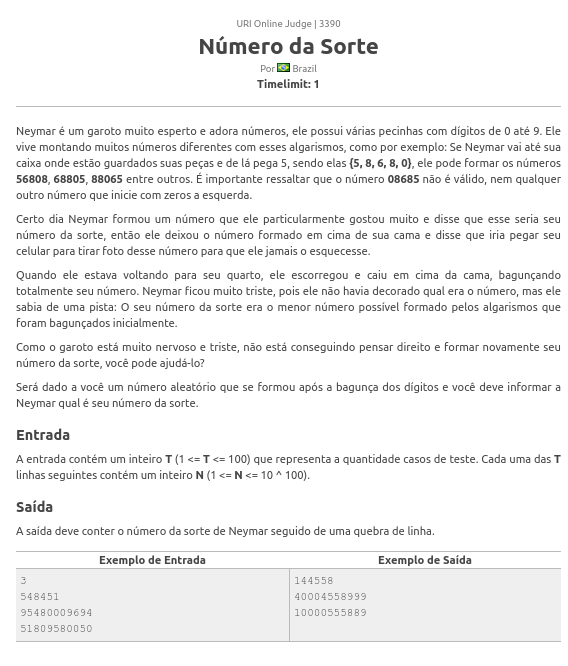 URI Online Judge | 3390
Número da Sorte
Por Brazil
Timelimit: 1
Neymar é um garoto muito esperto e adora números, ele possui várias pecinhas com dígitos de 0 até 9. Ele
vive montando muitos números diferentes com esses algarismos, como por exemplo: Se Neymar vai até sua
caixa onde estão guardados suas peças e de lá pega 5, sendo elas {5, 8, 6, 8, 0}, ele pode formar os números
56808, 68805, 88065 entre outros. É importante ressaltar que o número 08685 não é válido, nem qualquer
outro número que inicie com zeros a esquerda.
Certo dia Neymar formou um número que ele particularmente gostou muito e disse que esse seria seu
número da sorte, então ele deixou o número formado em cima de sua cama e disse que iria pegar seu
celular para tirar foto desse número para que ele jamais o esquecesse.
Quando ele estava voltando para seu quarto, ele escorregou e caiu em cima da cama, bagunçando
totalmente seu número. Neymar ficou muito triste, pois ele não havia decorado qual era o número, mas ele
sabia de uma pista: O seu número da sorte era o menor número possível formado pelos algarismos que
foram bagunçados inicialmente.
Como o garoto está muito nervoso e triste, não está conseguindo pensar direito e formar novamente seu
número da sorte, você pode ajudá-lo?
Será dado a você um número aleatório que se formou após a bagunça dos dígitos e você deve informar a
Neymar qual é seu número da sorte.
Entrada
A entrada contém um inteiro T (1 <= T <= 100) que representa a quantidade casos de teste. Cada uma das T
linhas seguintes contém um inteiro N (1 <= N <= 10 ^ 100).
Saída
A saída deve conter o número da sorte de Neymar seguido de uma quebra de linha.
Exemplo de Entrada Exemplo de Saída
3 144558
548451 40004558999
95480009694 10000555889
51809580050